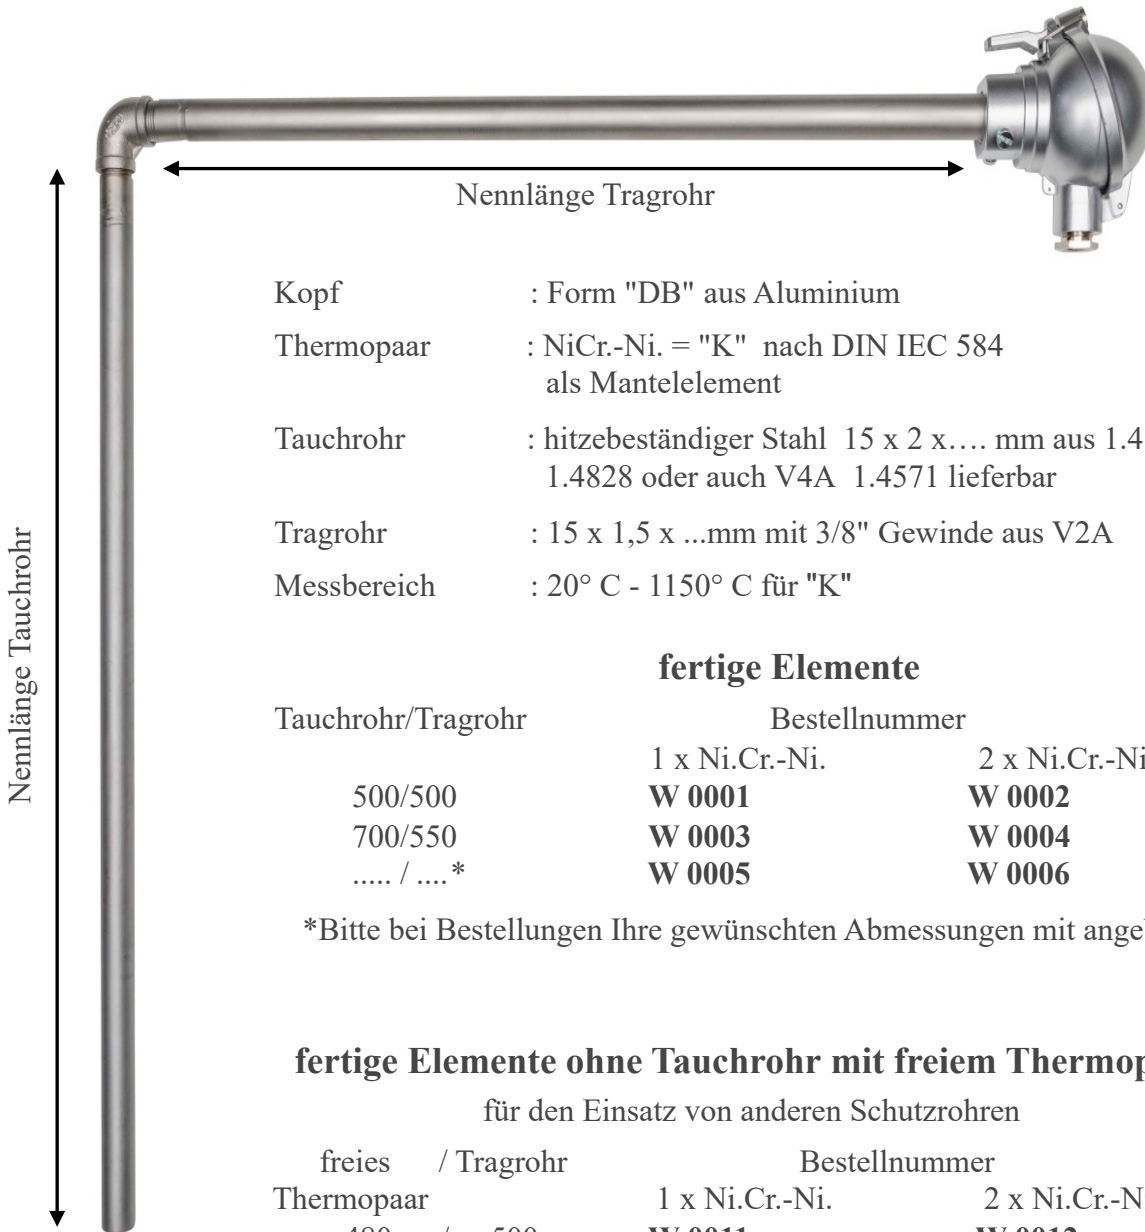 Nennlänge Tragrohr
Nennlänge Tauchrohr
Kopf : Form "DB" aus Aluminium
Thermopaar : NiCr.-Ni. = "K" nach DIN IEC 584
als Mantelelement
Tauchrohr : hitzebeständiger Stahl 15 x 2 x…. mm aus 1.4
1.4828 oder auch V4A 1.4571 lieferbar
Tragrohr : 15 x 1,5 x ...mm mit 3/8" Gewinde aus V2A
Messbereich : 20° C - 1150° C für "K"
fertige Elemente
Tauchrohr/Tragrohr Bestellnummer
1 x Ni.Cr.-Ni. 2 x Ni.Cr.-Ni
500/500 W 0001 W 0002
700/550 W 0003 W 0004
..... / ....* W 0005 W 0006
*Bitte bei Bestellungen Ihre gewünschten Abmessungen mit
fertige Elemente ohne Tauchrohr mit freiem
für den Einsatz von anderen Schutzrohren
freies / Tragrohr Bestellnummer
Thermopaar 1 x Ni.Cr.-Ni. 2 x Ni.Cr.-N
480 / 500 W 0011 W 0012